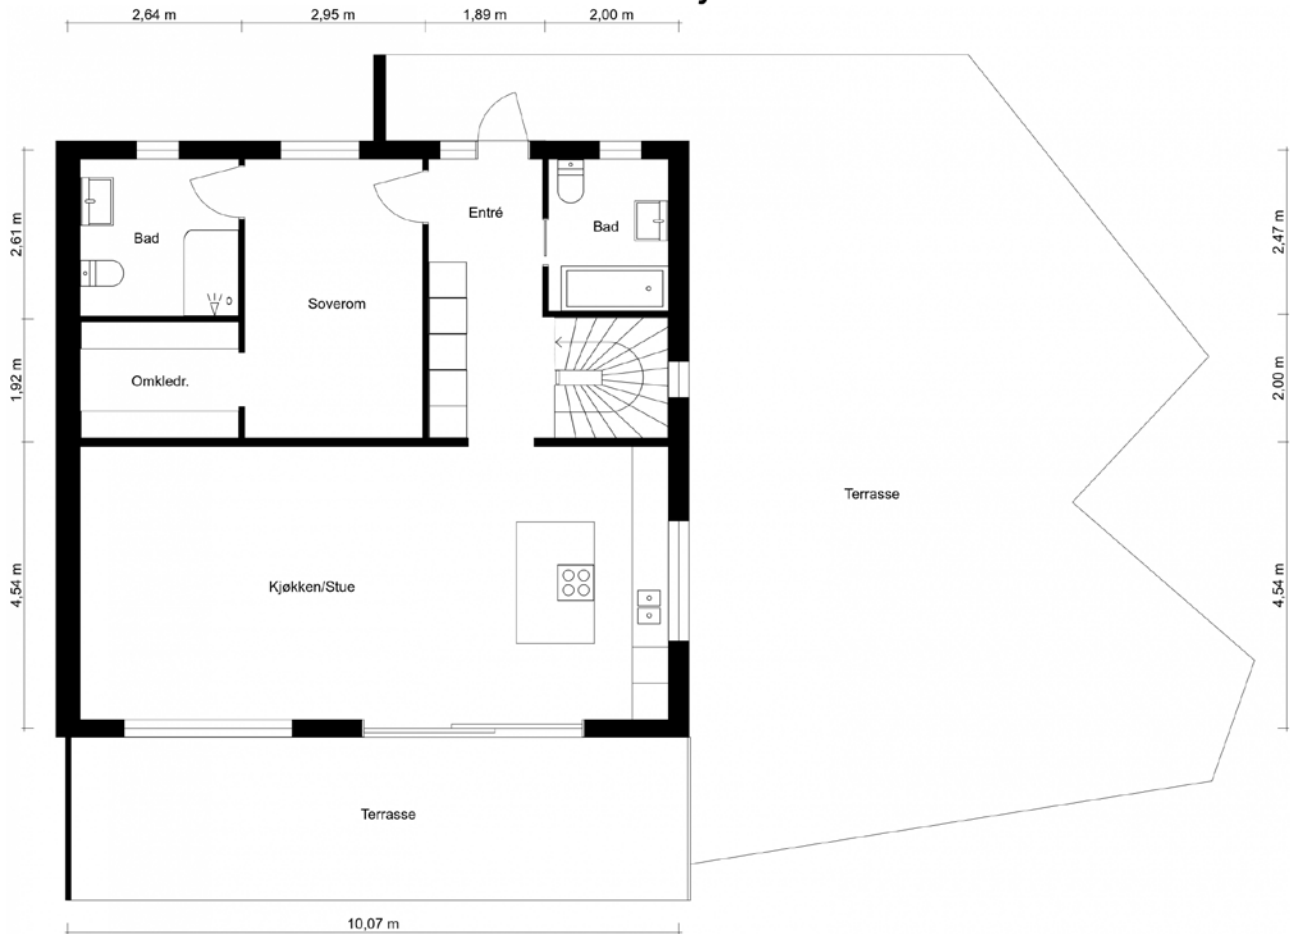 2,64 m 2,95 m 1,89 m 2,00 m
Entré
Bad
Bad
2,61 m
2,47 m
Soverom
Omkledr.
1,92 m
2,00 m
Terrasse
Kjøkken/Stue
4,54 m
4,54 m
Terrasse
10,07 m